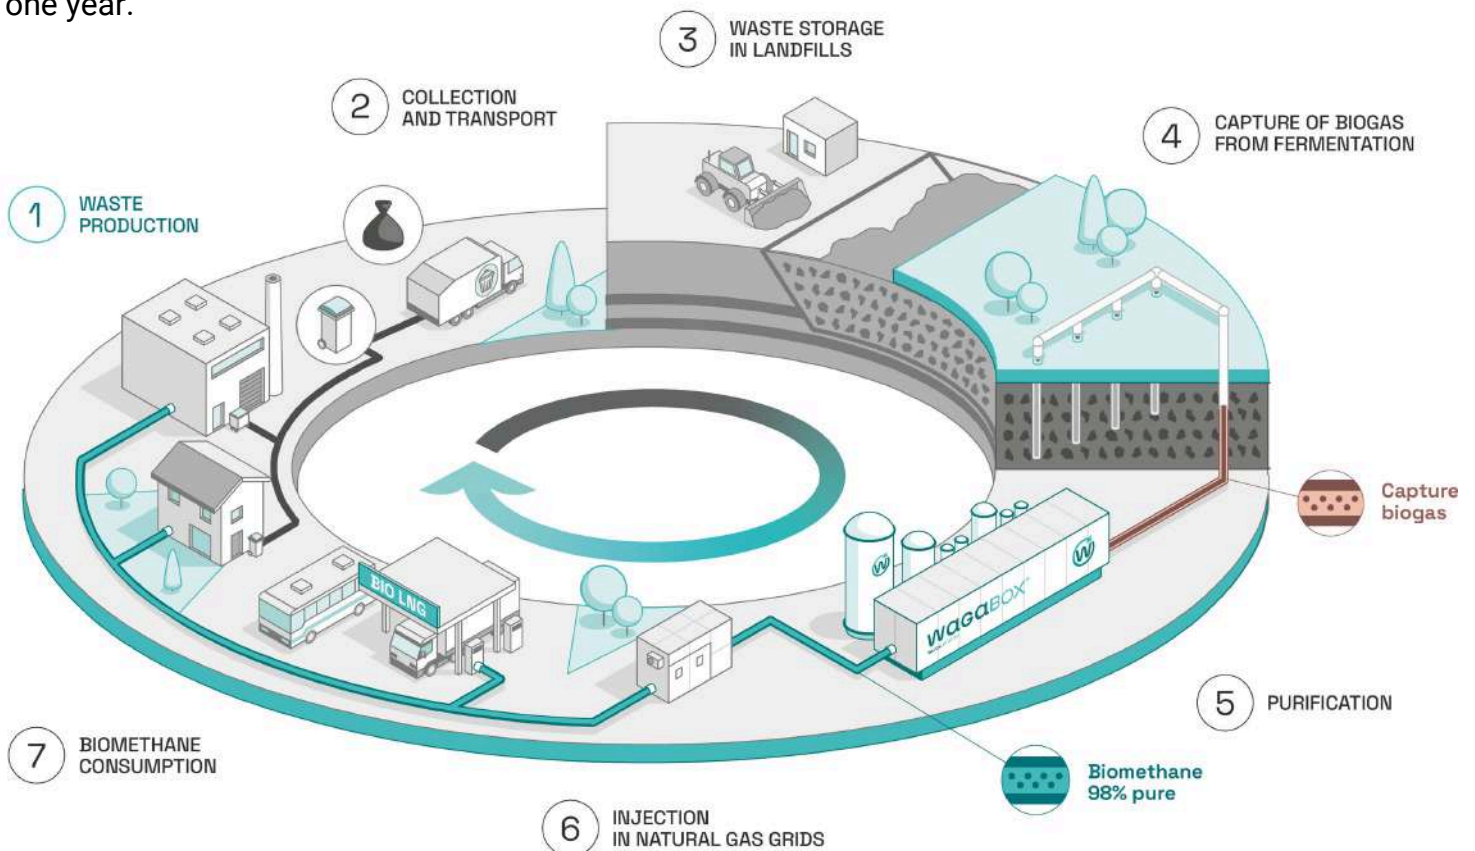 one year.
3
WASTE STORAGE
IN LANDFILLS
2
COLLECTION
AND TRANSPORT
4
CAPTURE OF BIOGAS
FROM FERMENTATION
1
WASTE
PRODUCTION
Capture
biogas
W
W
BIO LNG
WAGABOX
5
PURIFICATION
7
BIOMETHANE
CONSUMPTION
Biomethane
98% pure
6
INJECTION
IN NATURAL GAS GRIDS